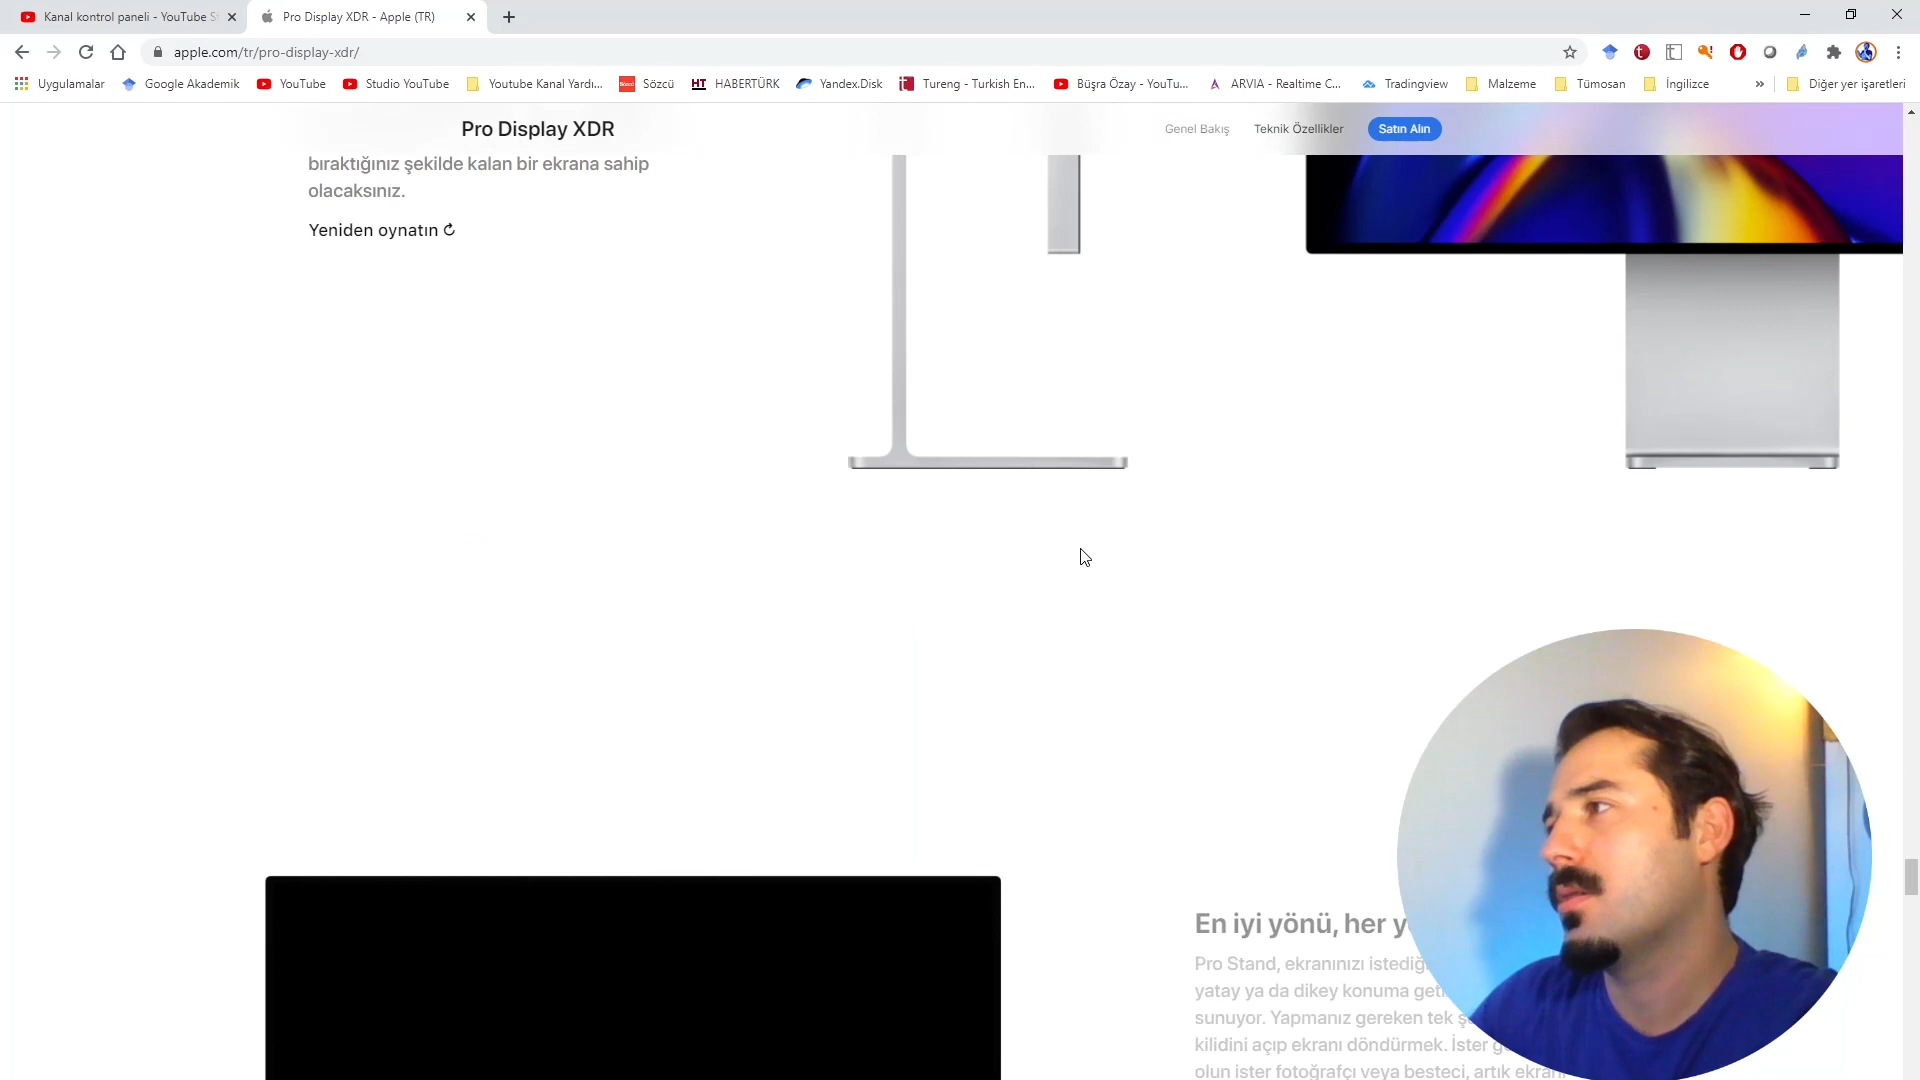 Kanal kontrol paneli - YouTube S
Pro Display XDR - Apple (TR)
apple.com/tr/pro-display-xdr/
Uygulamalar
Google Akademik
YouTube
Studio YouTube
Youtube Kanal Yardı...
Sözcü
HABERTÜRK
Yandex.Disk
Tureng - Turkish En...
Büşra Özay - YouTu...
ARVIA - Realtime C...
Tradingview
Malzeme
Tümosan
İngilizce
»
Diğer yer işaretleri
Pro Display XDR
Genel Bakış
Teknik Özellikler
Satın Alın
bıraktığınız şekilde kalan bir ekrana sahip
olacaksınız.
Yeniden oynatın
En iyi yönü, her y
Pro Stand, ekranınızı istediği
yatay ya da dikey konuma geti
sunuyor. Yapmanız gereken tek ş
kilidini açıp ekranı döndürmek. İster g
olun ister fotoğrafçı veya besteci, artık ekran